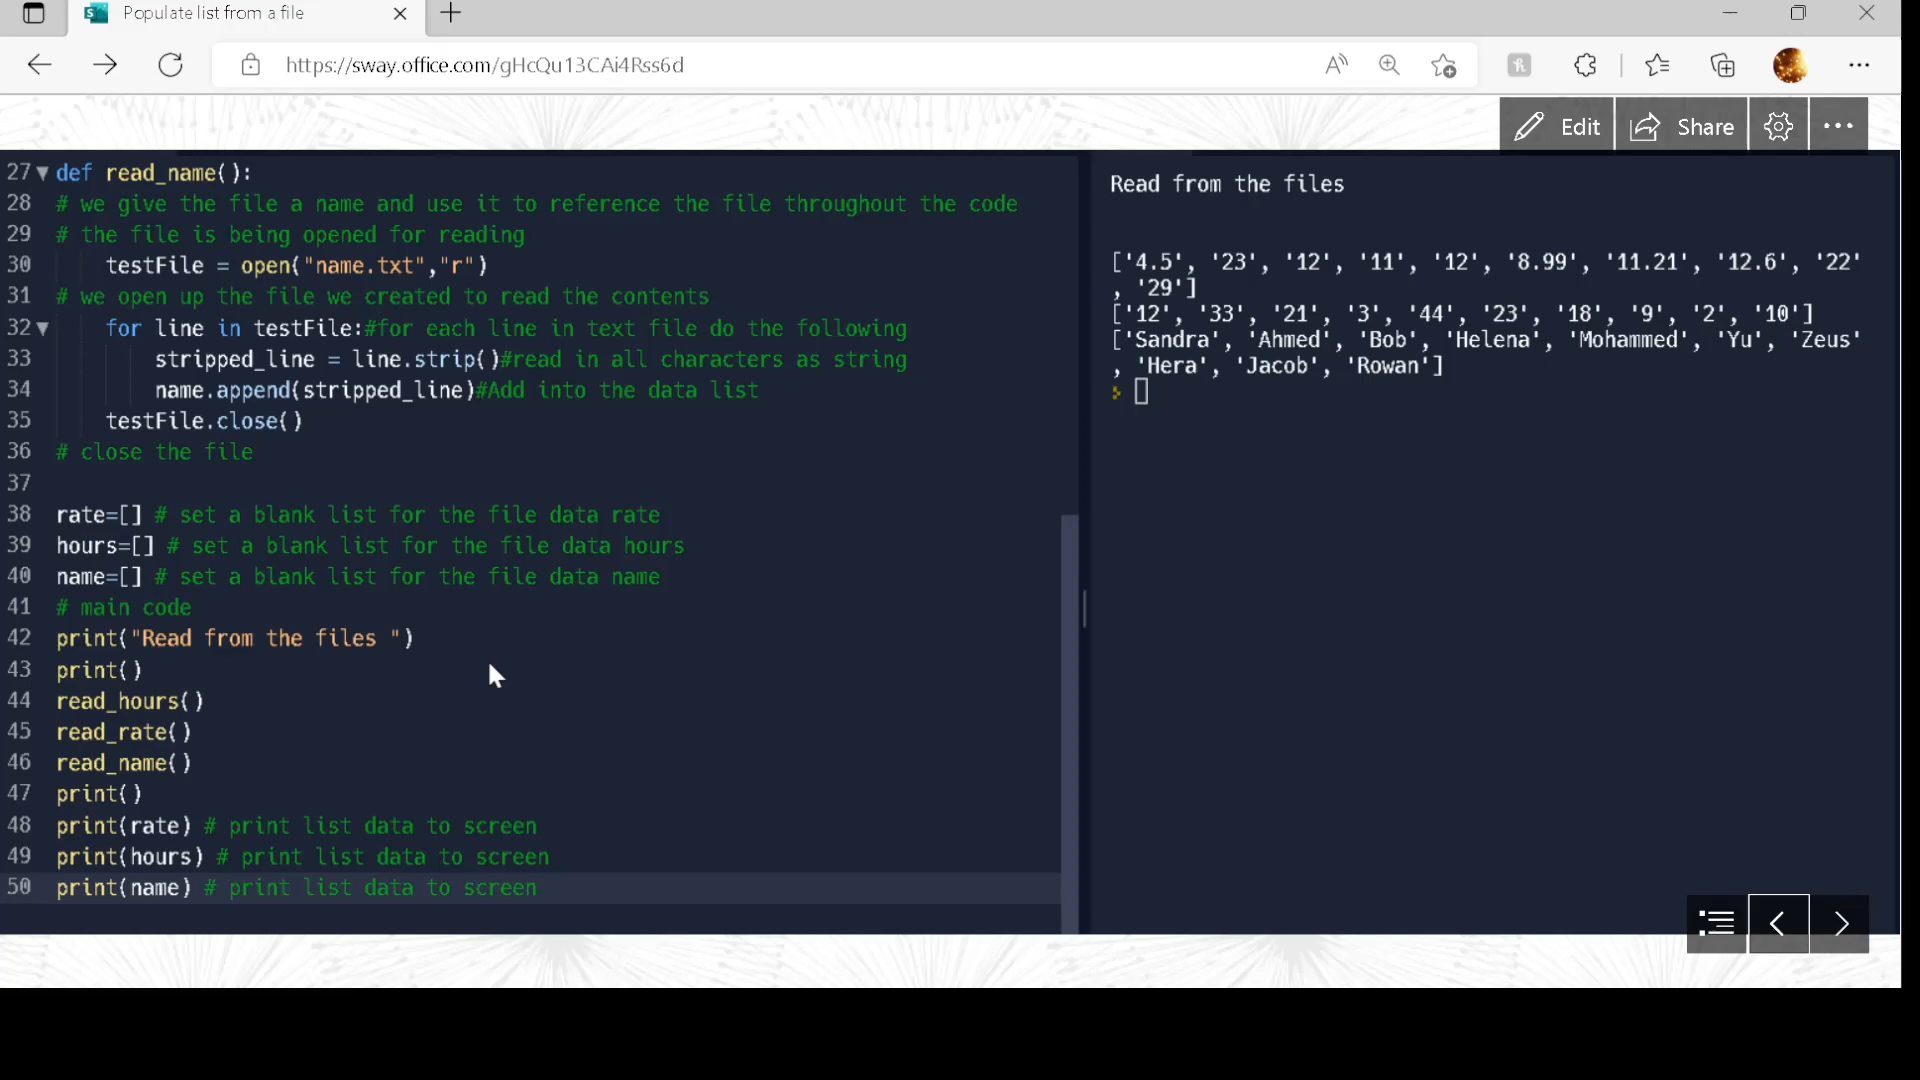 Populate list from a file
https://sway.office.com/gHcQu13CAi4Rss6d
Edit
Share
27 def read_name():
28 # we give the file a name and use it to reference the file throughout the code
29 # the file is being opened for reading
30 testFile = open("name.txt","r")
31 # we open up the file we created to read the contents
32 for line in testFile:#for each line in text file do the following
33 stripped_line = line.strip()#read in all characters as string
34 name.append(stripped_line)#Add into the data list
35 testFile.close()
36 # close the file
37
38 rate=[] # set a blank list for the file data rate
39 hours=[] # set a blank list for the file data hours
40 name=[] # set a blank list for the file data name
41 # main code
42 print("Read from the files ")
43 print()
44 read_hours()
45 read_rate()
46 read_name()
47 print()
48 print(rate) # print list data to screen
49 print(hours) # print list data to screen
50 print(name) # print list data to screen
Read from the files
['4.5', '23', '12', '11', '12', '8.99', '11.21', '12.6', '22'
, '29']
['12', '33', '21', '3', '44', '23', '18', '9', '2', '10']
['Sandra', 'Ahmed', 'Bob', 'Helena', 'Mohammed', 'Yu', 'Zeus'
, 'Hera', 'Jacob', 'Rowan']